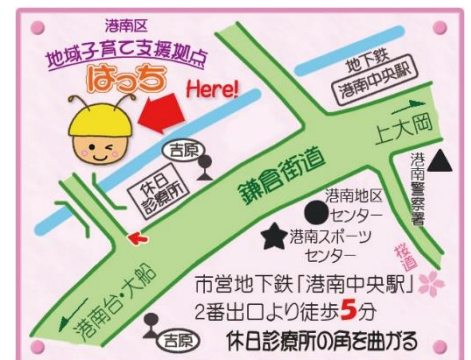 港南区
地域子育て支援拠点
はっち
Here!
地下鉄
港南中央駅
上大岡
吉原
休日
診療所
鎌倉街道
港南警察署
港南地区
センター
港南スポーツ
センター
桜道
港南台・大船
吉原
市営地下鉄「港南中央駅」
2番出口より徒歩5分
休日診療所の角を曲がる